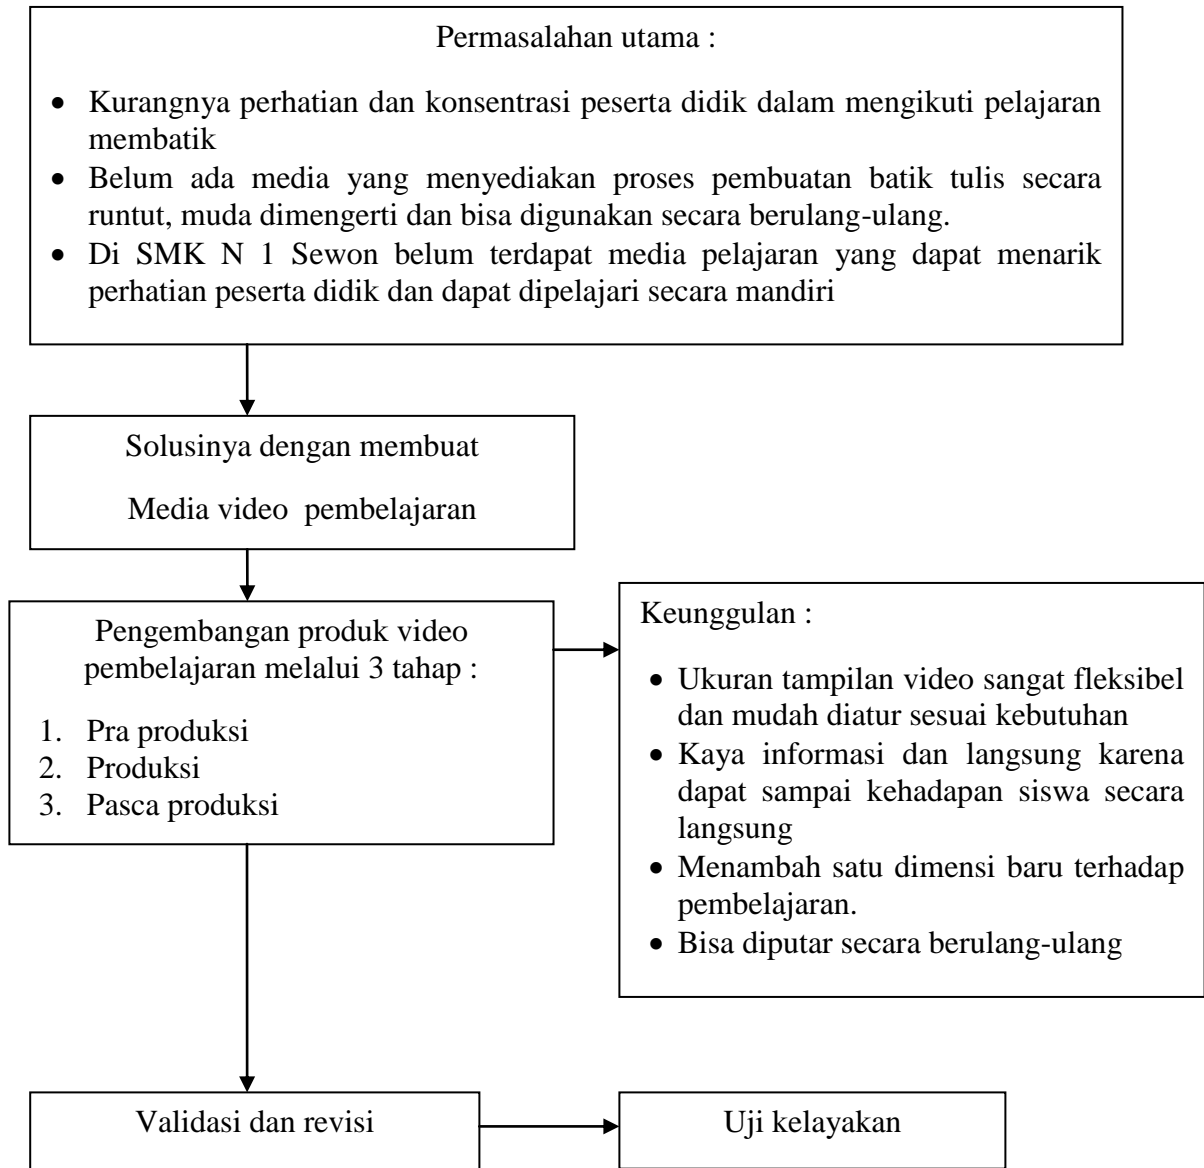 Permasalahan utama :
• Kurangnya perhatian dan konsentrasi peserta didik dalam mengikuti pelajaran
membatik
• Belum ada media yang menyediakan proses pembuatan batik tulis secara
runtut, muda dimengerti dan bisa digunakan secara berulang-ulang.
• Di SMK N 1 Sewon belum terdapat media pelajaran yang dapat menarik
perhatian peserta didik dan dapat dipelajari secara mandiri
Solusinya dengan membuat
Media video pembelajaran
Pengembangan produk video
pembelajaran melalui 3 tahap :
1. Pra produksi
2. Produksi
3. Pasca produksi
Keunggulan :
• Ukuran tampilan video sangat fleksibel
dan mudah diatur sesuai kebutuhan
• Kaya informasi dan langsung karena
dapat sampai kehadapan siswa secara
langsung
• Menambah satu dimensi baru terhadap
pembelajaran.
• Bisa diputar secara berulang-ulang
Validasi dan revisi
Uji kelayakan